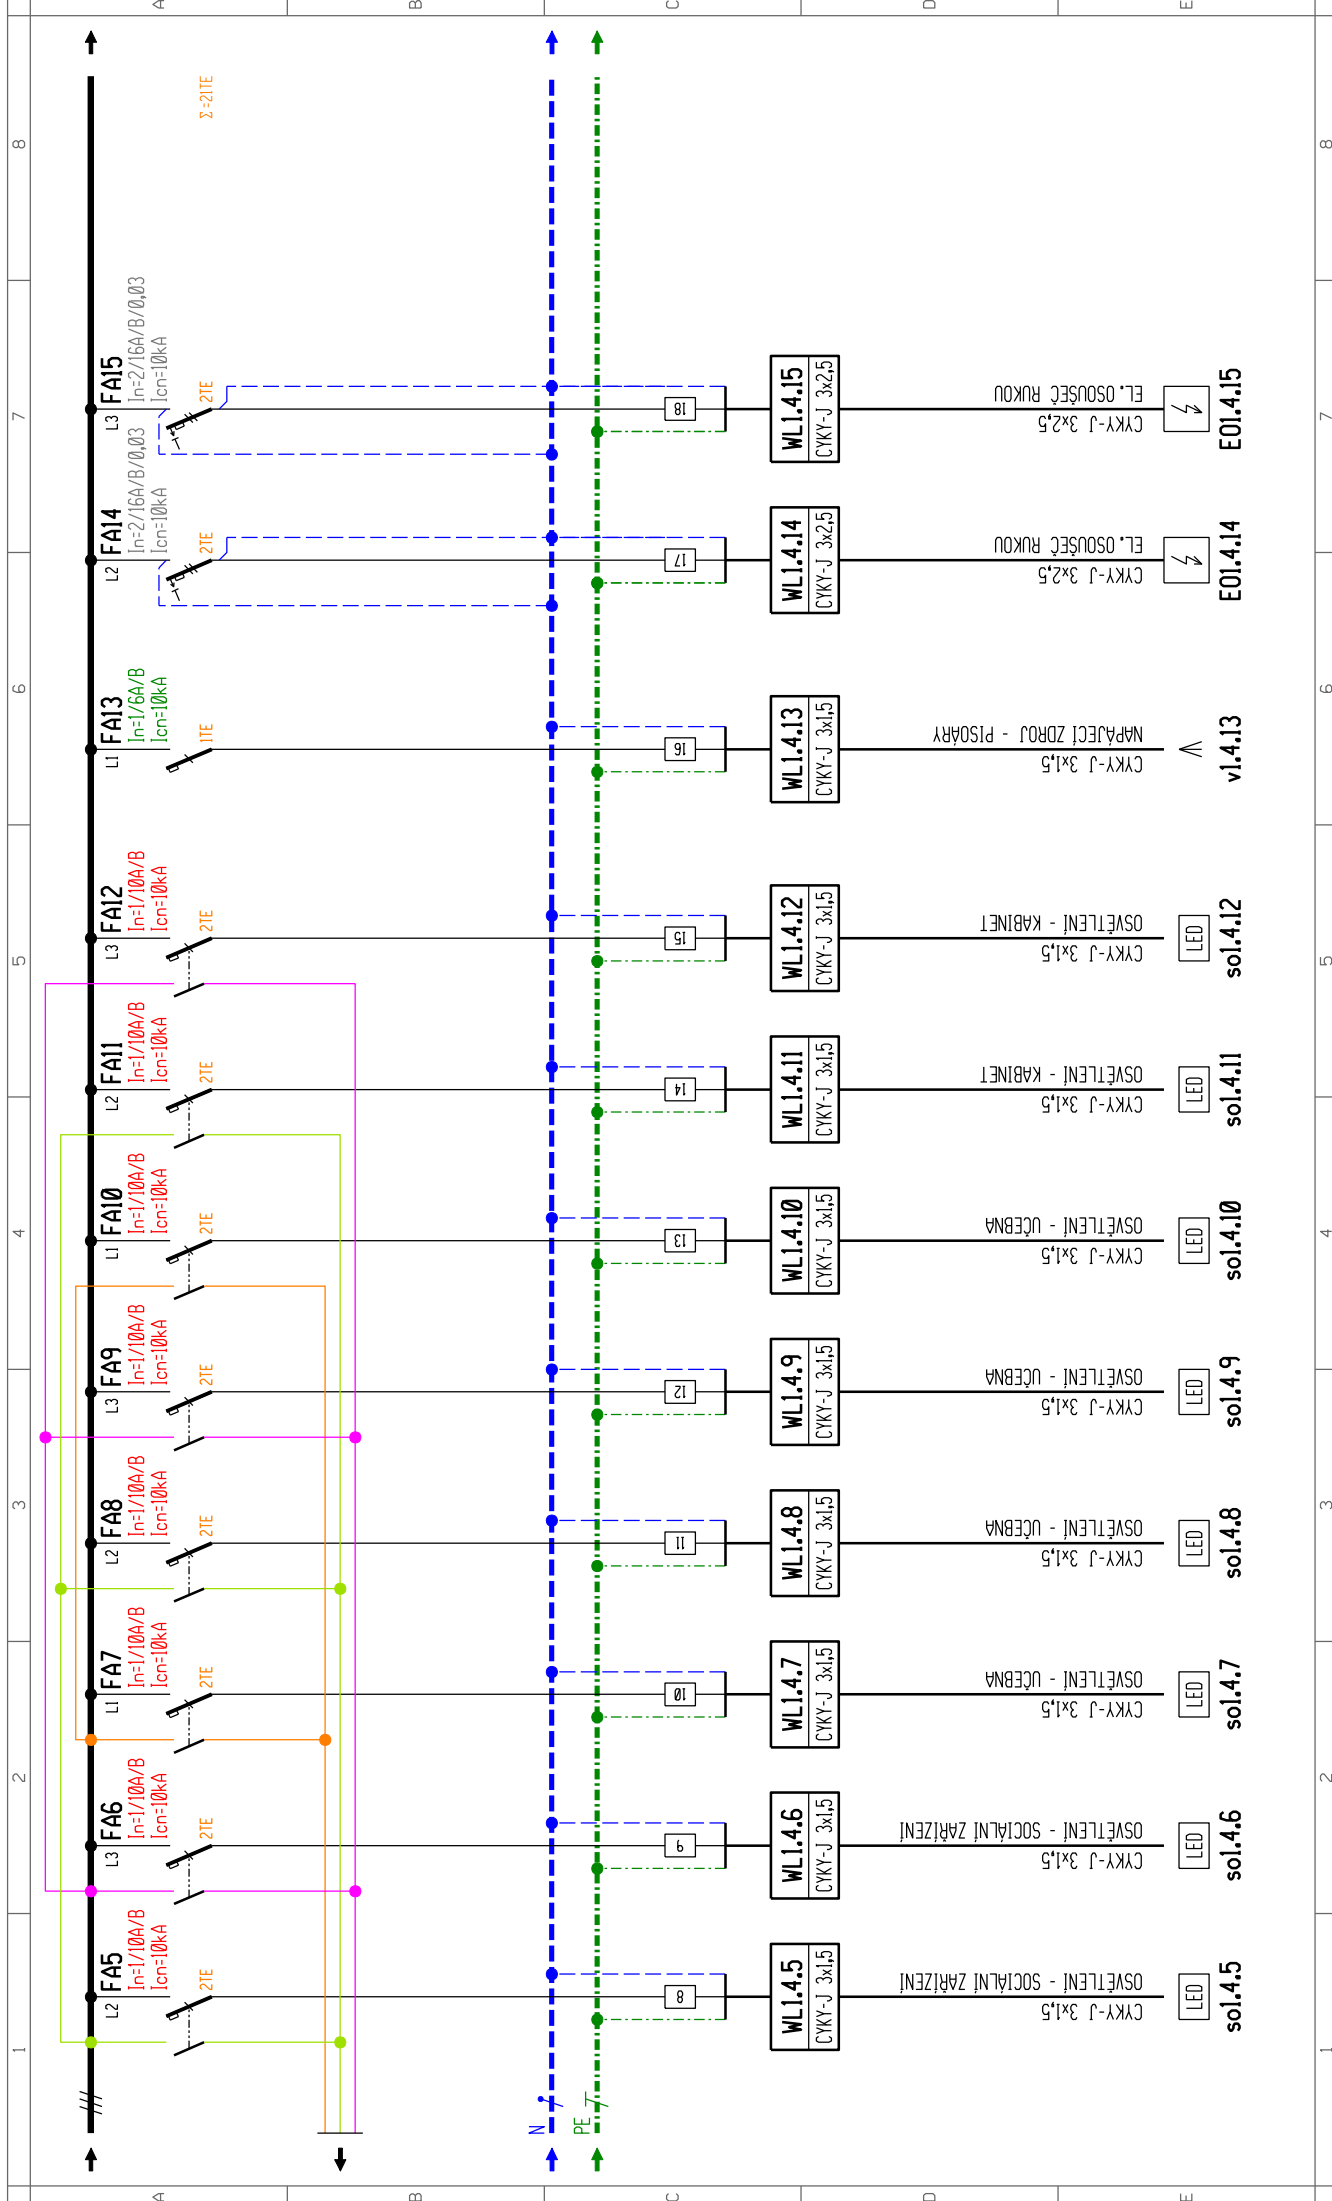 1
2
3
4
5
6
7
8
A
A
B
B
C
C
D
D
E
E
Σ=21TE
N
PE
FA5
In=1/10A/B
Icn=10kA
L2
2TE
8
WL1.4.5
CYKY-J 3x1,5
OSVĚTLENÍ - SOCIÁLNÍ ZAŘÍZENÍ
CYKY-J 3x1,5
LED
sol.4.5
FA6
In=1/10A/B
Icn=10kA
L3
2TE
9
WL1.4.6
CYKY-J 3x1,5
OSVĚTLENÍ - SOCIÁLNÍ ZAŘÍZENÍ
CYKY-J 3x1,5
LED
sol.4.6
FA7
In=1/10A/B
Icn=10kA
L1
2TE
10
WL1.4.7
CYKY-J 3x1,5
OSVĚTLENÍ - UČEBNA
CYKY-J 3x1,5
LED
sol.4.7
FA8
In=1/10A/B
Icn=10kA
L2
2TE
11
WL1.4.8
CYKY-J 3x1,5
OSVĚTLENÍ - UČEBNA
CYKY-J 3x1,5
LED
sol.4.8
FA9
In=1/10A/B
Icn=10kA
L3
2TE
12
WL1.4.9
CYKY-J 3x1,5
OSVĚTLENÍ - UČEBNA
CYKY-J 3x1,5
LED
sol.4.9
FA10
In=1/10A/B
Icn=10kA
L1
2TE
13
WL1.4.10
CYKY-J 3x1,5
OSVĚTLENÍ - UČEBNA
CYKY-J 3x1,5
LED
sol.4.10
FA11
In=1/10A/B
Icn=10kA
L2
2TE
14
WL1.4.11
CYKY-J 3x1,5
OSVĚTLENÍ - KABINET
CYKY-J 3x1,5
LED
sol.4.11
FA12
In=1/10A/B
Icn=10kA
L3
2TE
15
WL1.4.12
CYKY-J 3x1,5
OSVĚTLENÍ - KABINET
CYKY-J 3x1,5
LED
sol.4.12
FA13
In=1/6A/B
Icn=10kA
L1
1TE
16
WL1.4.13
CYKY-J 3x1,5
NAPÁJECÍ ZDROJ - PISOÁRY
CYKY-J 3x1,5
v1.4.13
FA14
In=2/16A/B/0,03
Icn=10kA
L2
2TE
17
WL1.4.14
CYKY-J 3x2,5
EL. OSOUŠEČ RUKOU
CYKY-J 3x2,5
EO1.4.14
FA15
In=2/16A/B/0,03
Icn=10kA
L3
2TE
18
WL1.4.15
CYKY-J 3x2,5
EL. OSOUŠEČ RUKOU
CYKY-J 3x2,5
EO1.4.15
1
2
3
4
5
6
7
8